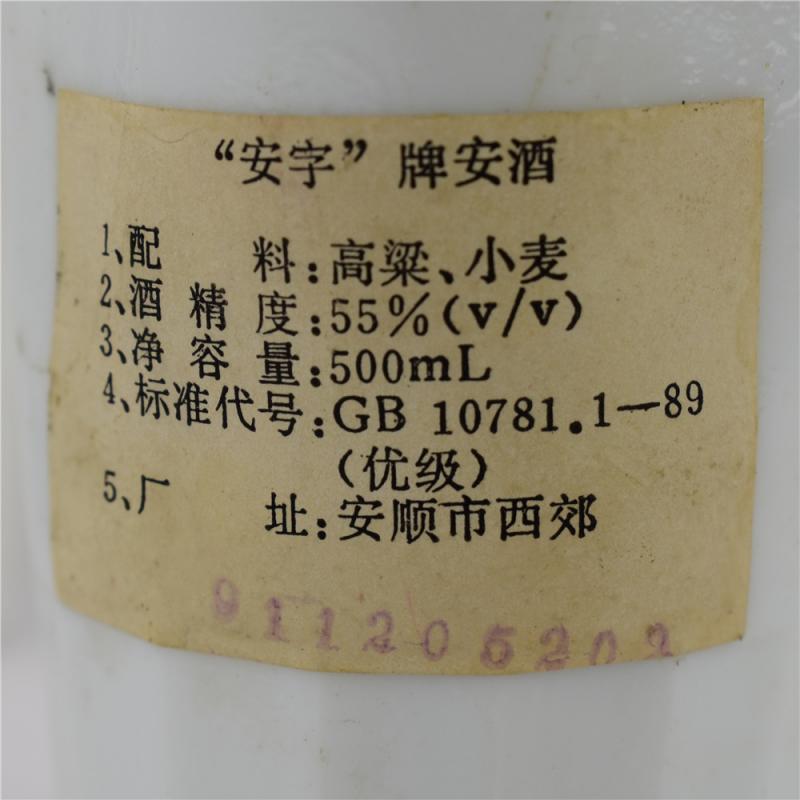 “安字”牌安酒
1、配 料：高粱、小麦
2、酒精度：55%(v/v)
3、净容量：500mL
4、标准代号：GB 10781.1—89
(优级)
5、厂 址：安顺市西郊
911205202